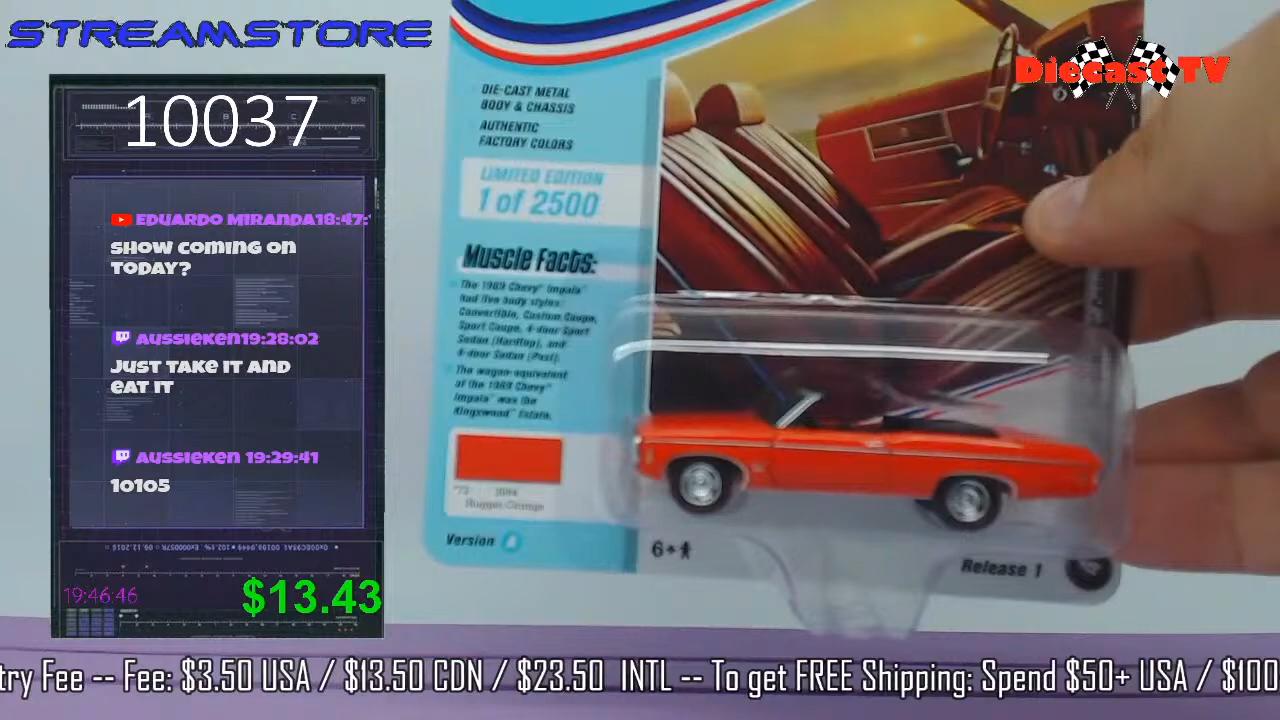 STREAMSTORE
10037
EDUARDO MIRANDA18:47:
SHOW COMING ON
TODAY?
AUSSIEKEN19:28:02
JUST TAKE IT AND
EAT IT
AUSSIEKEN 19:29:41
10105
19:46:46
$13.43
DIE-CAST METAL
BODY & CHASSIS
AUTHENTIC
FACTORY COLORS
LIMITED EDITION
1 of 2500
Muscle Facts:
The 1969 Chevy Impala
had five body styles:
Convertible, Custom Coupe,
Sport Coupe, 4-door Sport
Sedan (Hardtop), and
4-door Sedan (Post).
The wagon equivalent
of the 1969 Chevy
Impala was the
Kingswood Estate.
Hugger Orange
Version A
6+
Release 1
Diecast TV
try Fee -- Fee: $3.50 USA / $13.50 CDN / $23.50 INTL -- To get FREE Shipping: Spend $50+ USA / $100